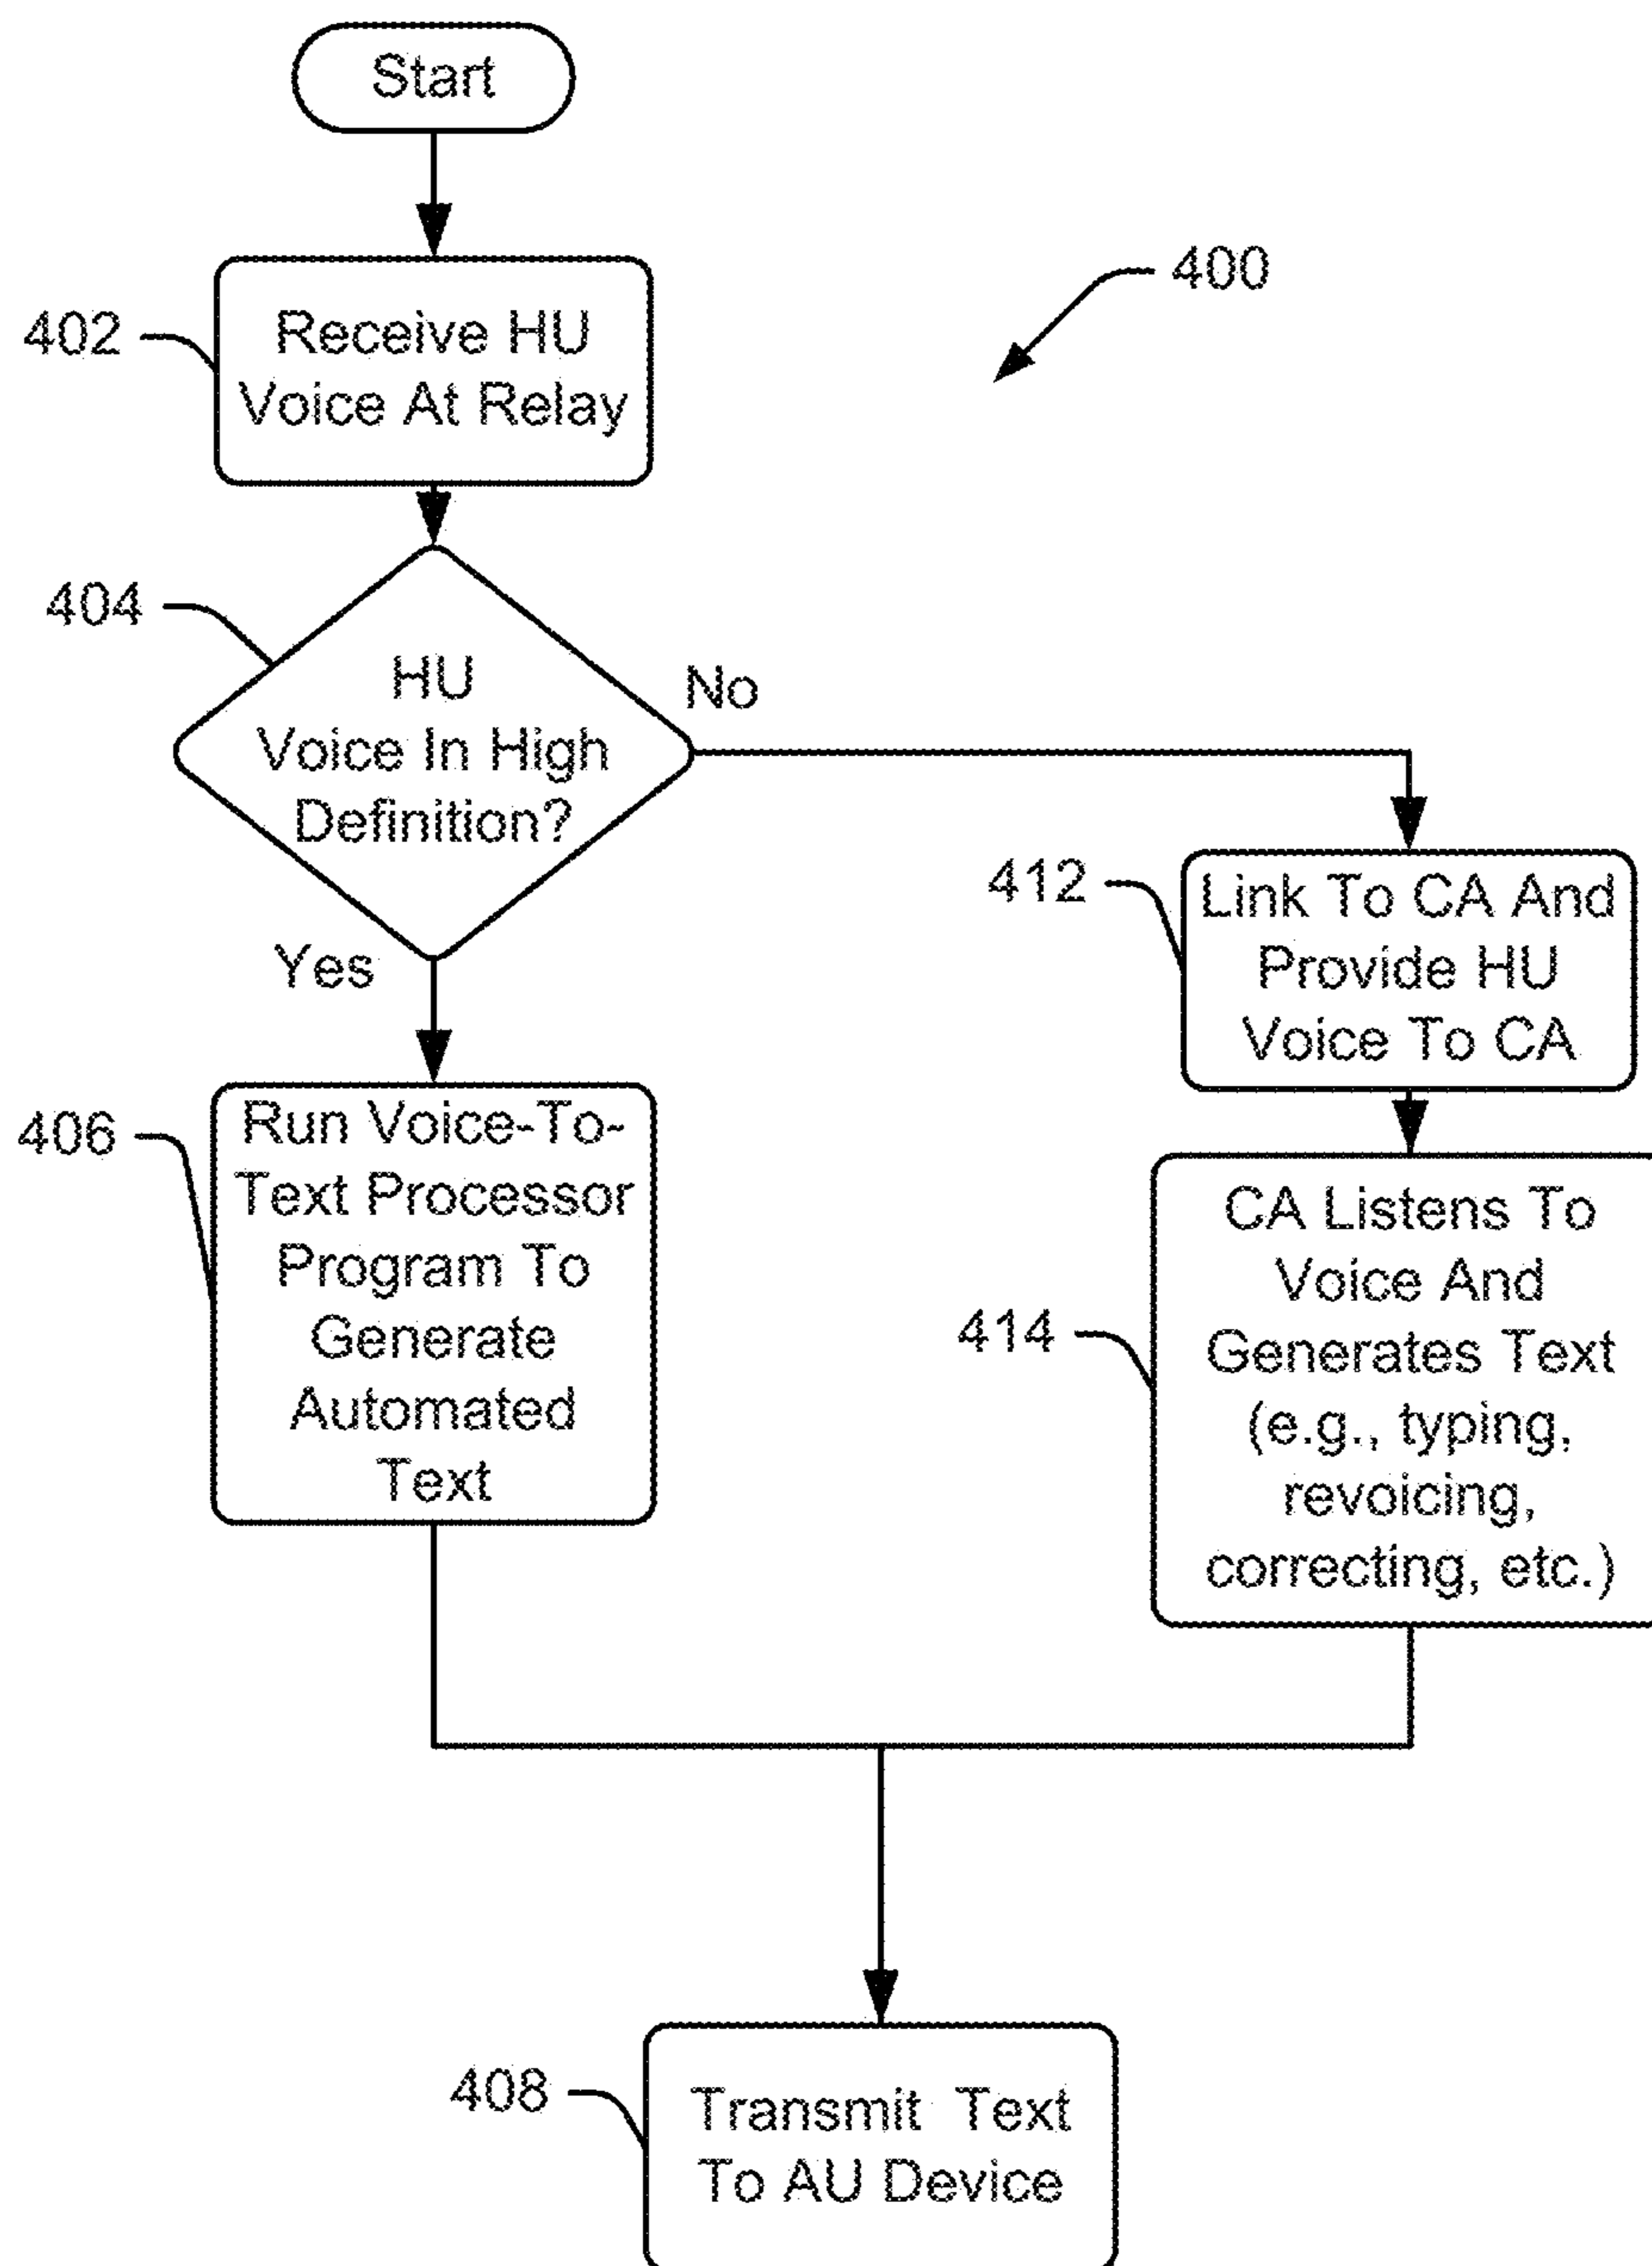 Start
400
402
Receive HU
Voice At Relay
404
HU
Voice In High
Definition?
No
Yes
412
Link To CA And
Provide HU
Voice To CA
406
Run Voice-To-
Text Processor
Program To
Generate
Automated
Text
414
CA Listens To
Voice And
Generates Text
(e.g., typing,
revoicing,
correcting, etc.)
408
Transmit Text
To AU Device